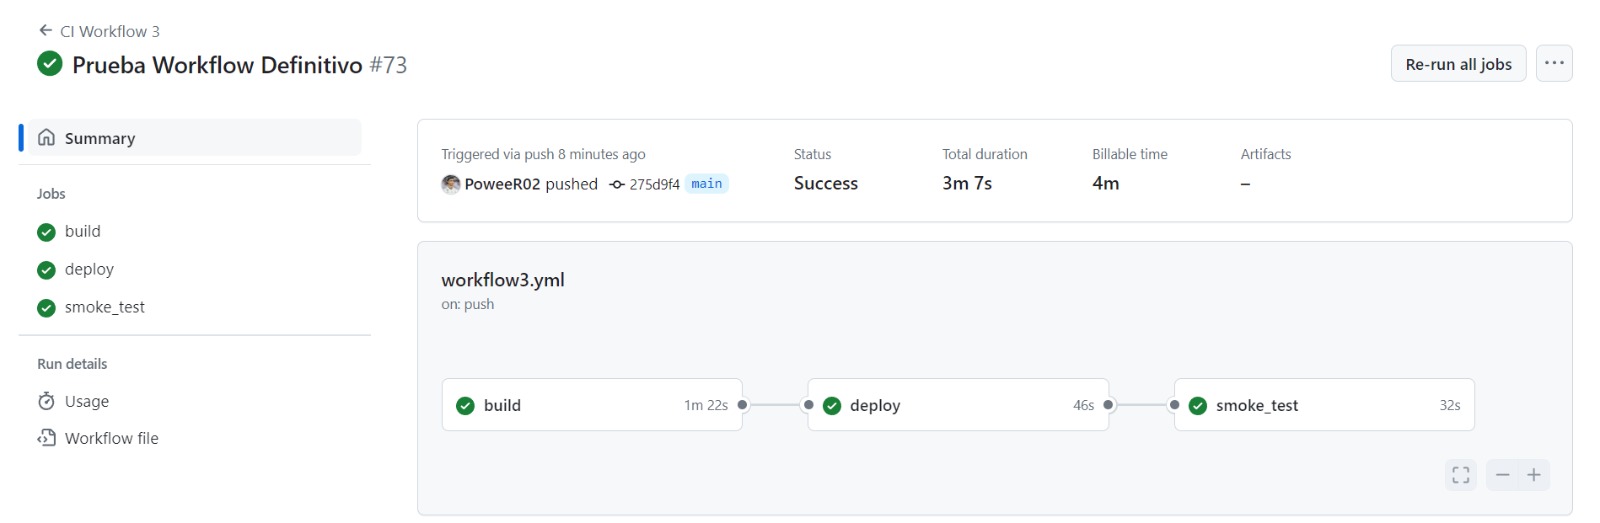 CI Workflow 3
Prueba Workflow Definitivo #73
Re-run all jobs
Summary
Jobs
build
deploy
smoke_test
Run details
Usage
Workflow file
Triggered via push 8 minutes ago
PoweeR02 pushed 275d9f4 main
Status
Success
Total duration
3m 7s
Billable time
4m
Artifacts
–
workflow3.yml
on: push
build 1m 22s
deploy 46s
smoke_test 32s